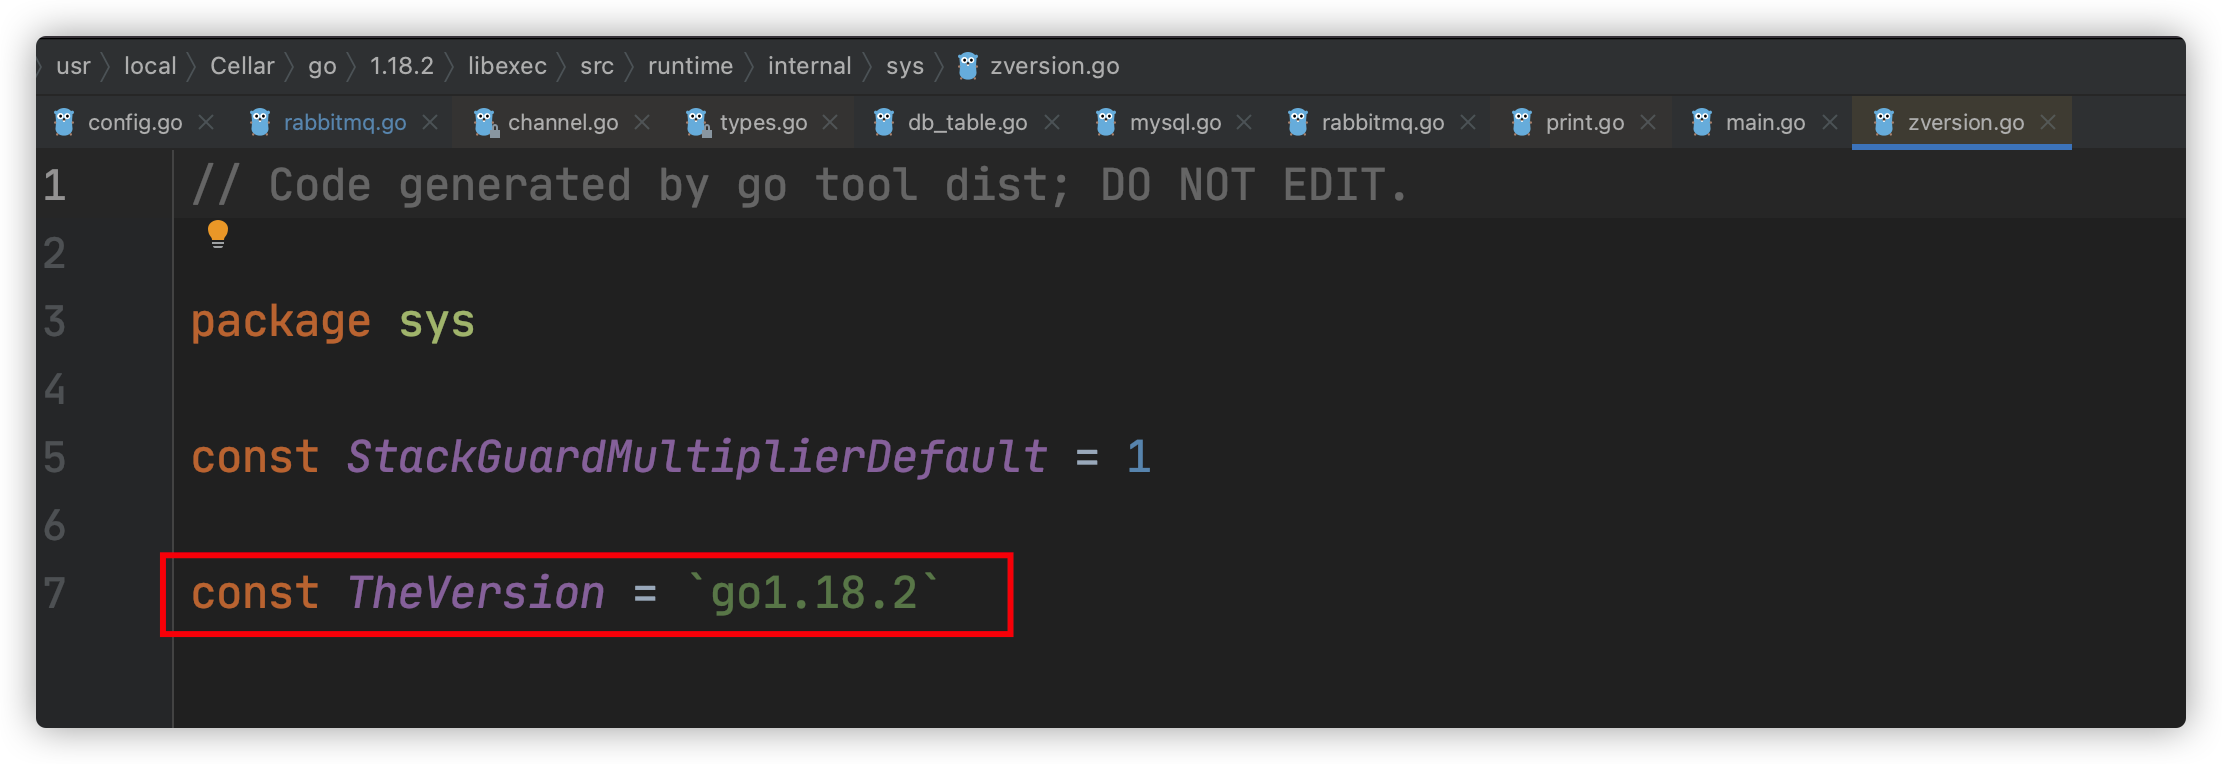 usr local Cellar go 1.18.2 libexec src runtime internal sys zversion.go
config.go rabbitmq.go channel.go types.go db_table.go mysql.go rabbitmq.go print.go main.go zversion.go
1 // Code generated by go tool dist; DO NOT EDIT.
2
3 package sys
4
5 const StackGuardMultiplierDefault = 1
6
7 const TheVersion = `go1.18.2`